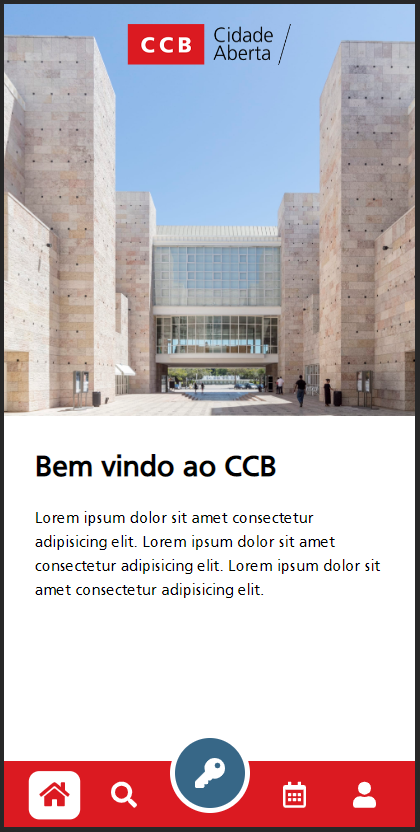 CCB Cidade
Aberta
Bem vindo ao CCB
Lorem ipsum dolor sit amet consectetur
adipisicing elit. Lorem ipsum dolor sit amet
consectetur adipisicing elit. Lorem ipsum dolor sit
amet consectetur adipisicing elit.